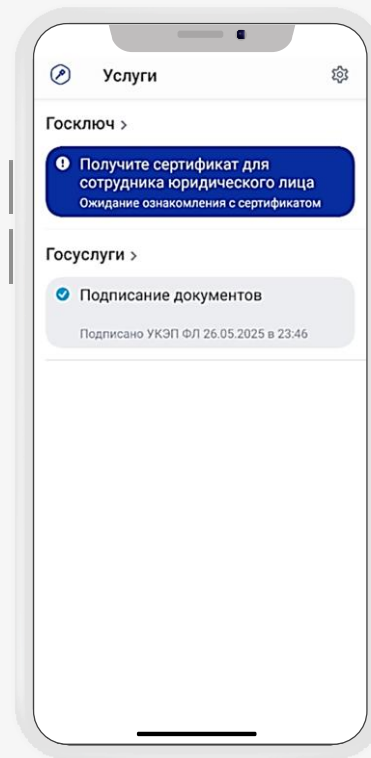 Услуги
Госключ >
Получите сертификат для
сотрудника юридического лица
Ожидание ознакомления с сертификатом
Госуслуги >
Подписание документов
Подписано УКЭП ФЛ 26.05.2025 в 23:46